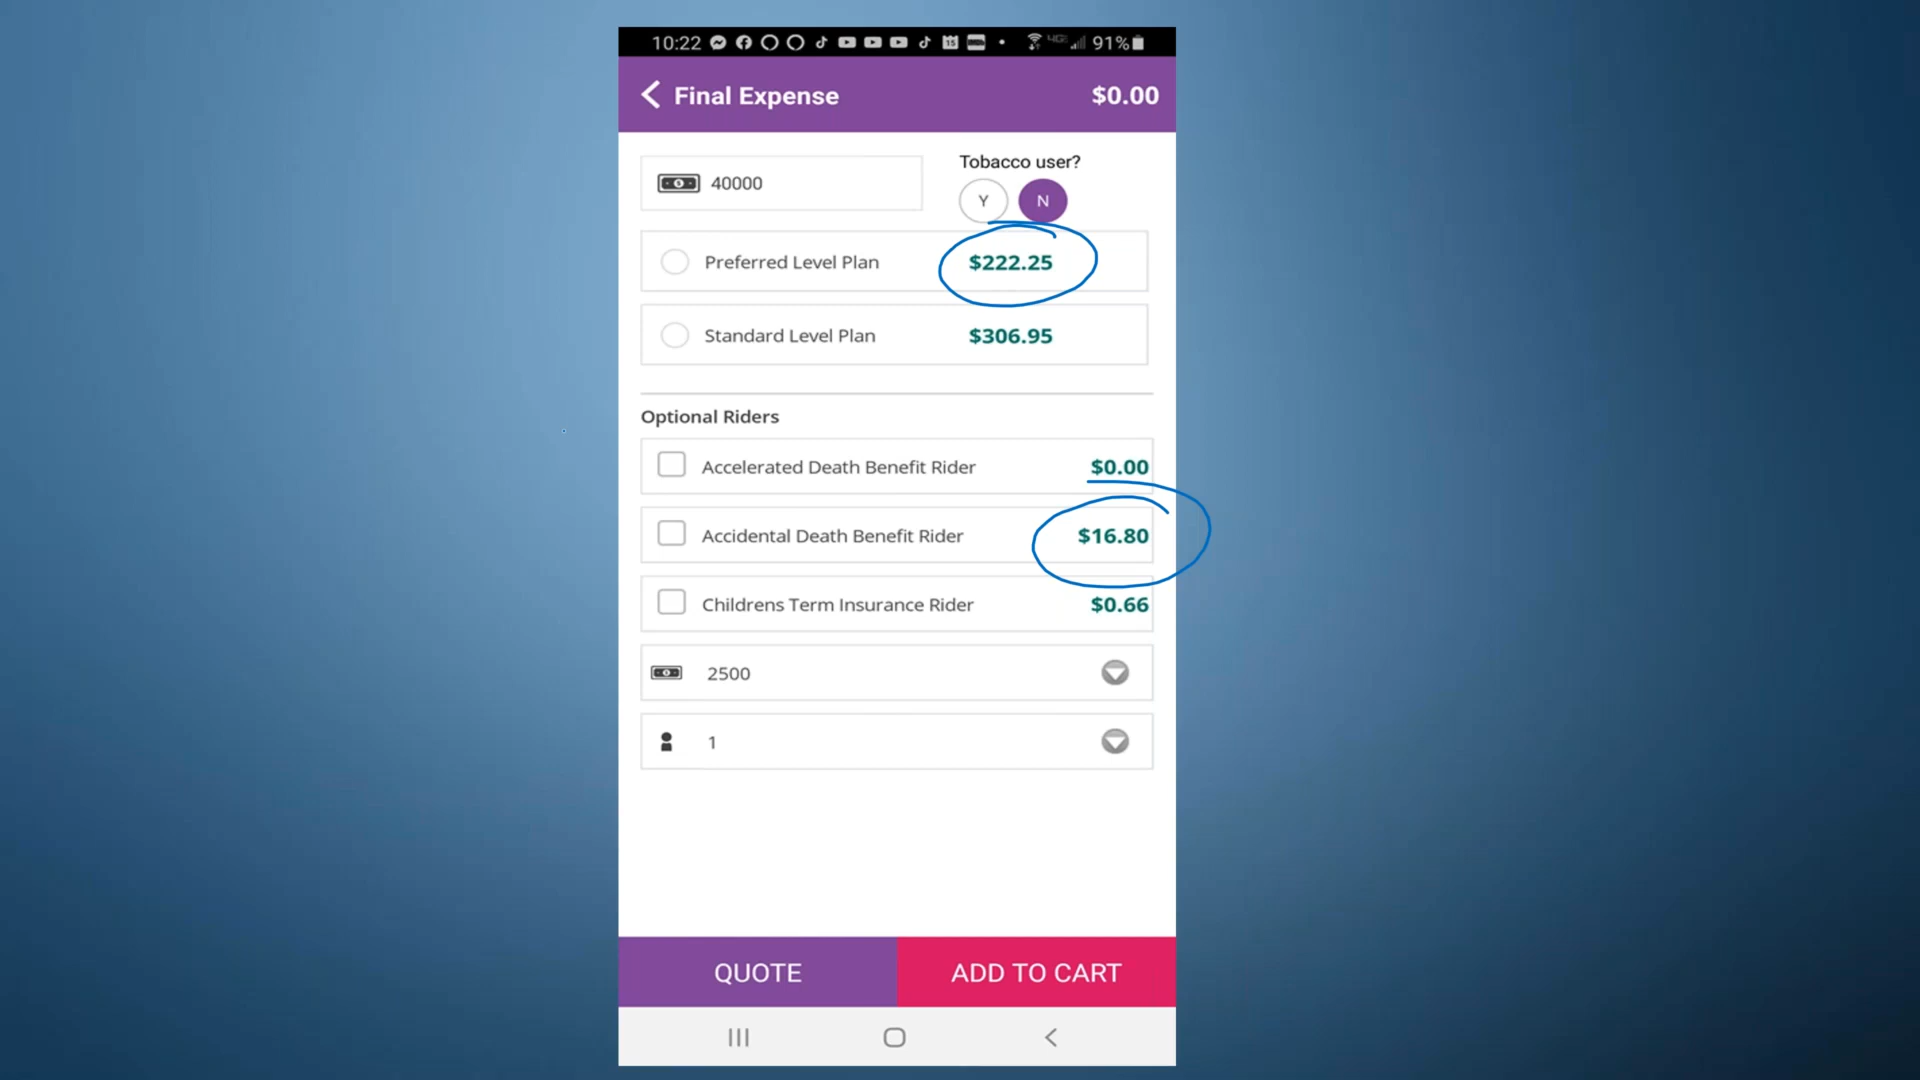 10:22 15 4G 91%
Final Expense $0.00
Tobacco user?
40000
Y N
Preferred Level Plan $222.25
Standard Level Plan $306.95
Optional Riders
Accelerated Death Benefit Rider $0.00
Accidental Death Benefit Rider $16.80
Childrens Term Insurance Rider $0.66
2500
1
QUOTE ADD TO CART